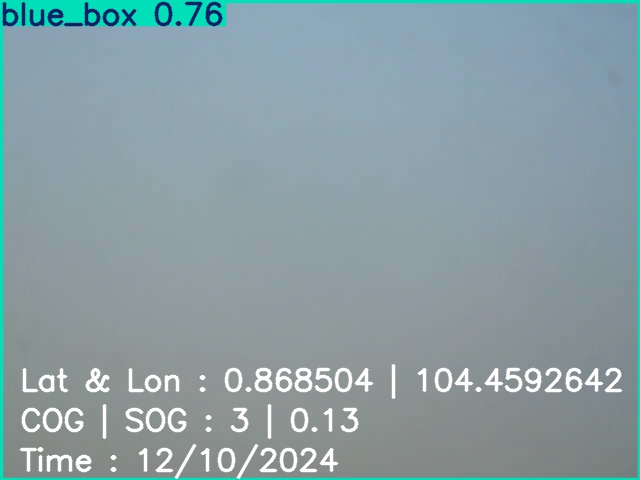 blue_box 0.76
Lat & Lon : 0.868504 | 104.4592642
COG | SOG : 3 | 0.13
Time : 12/10/2024